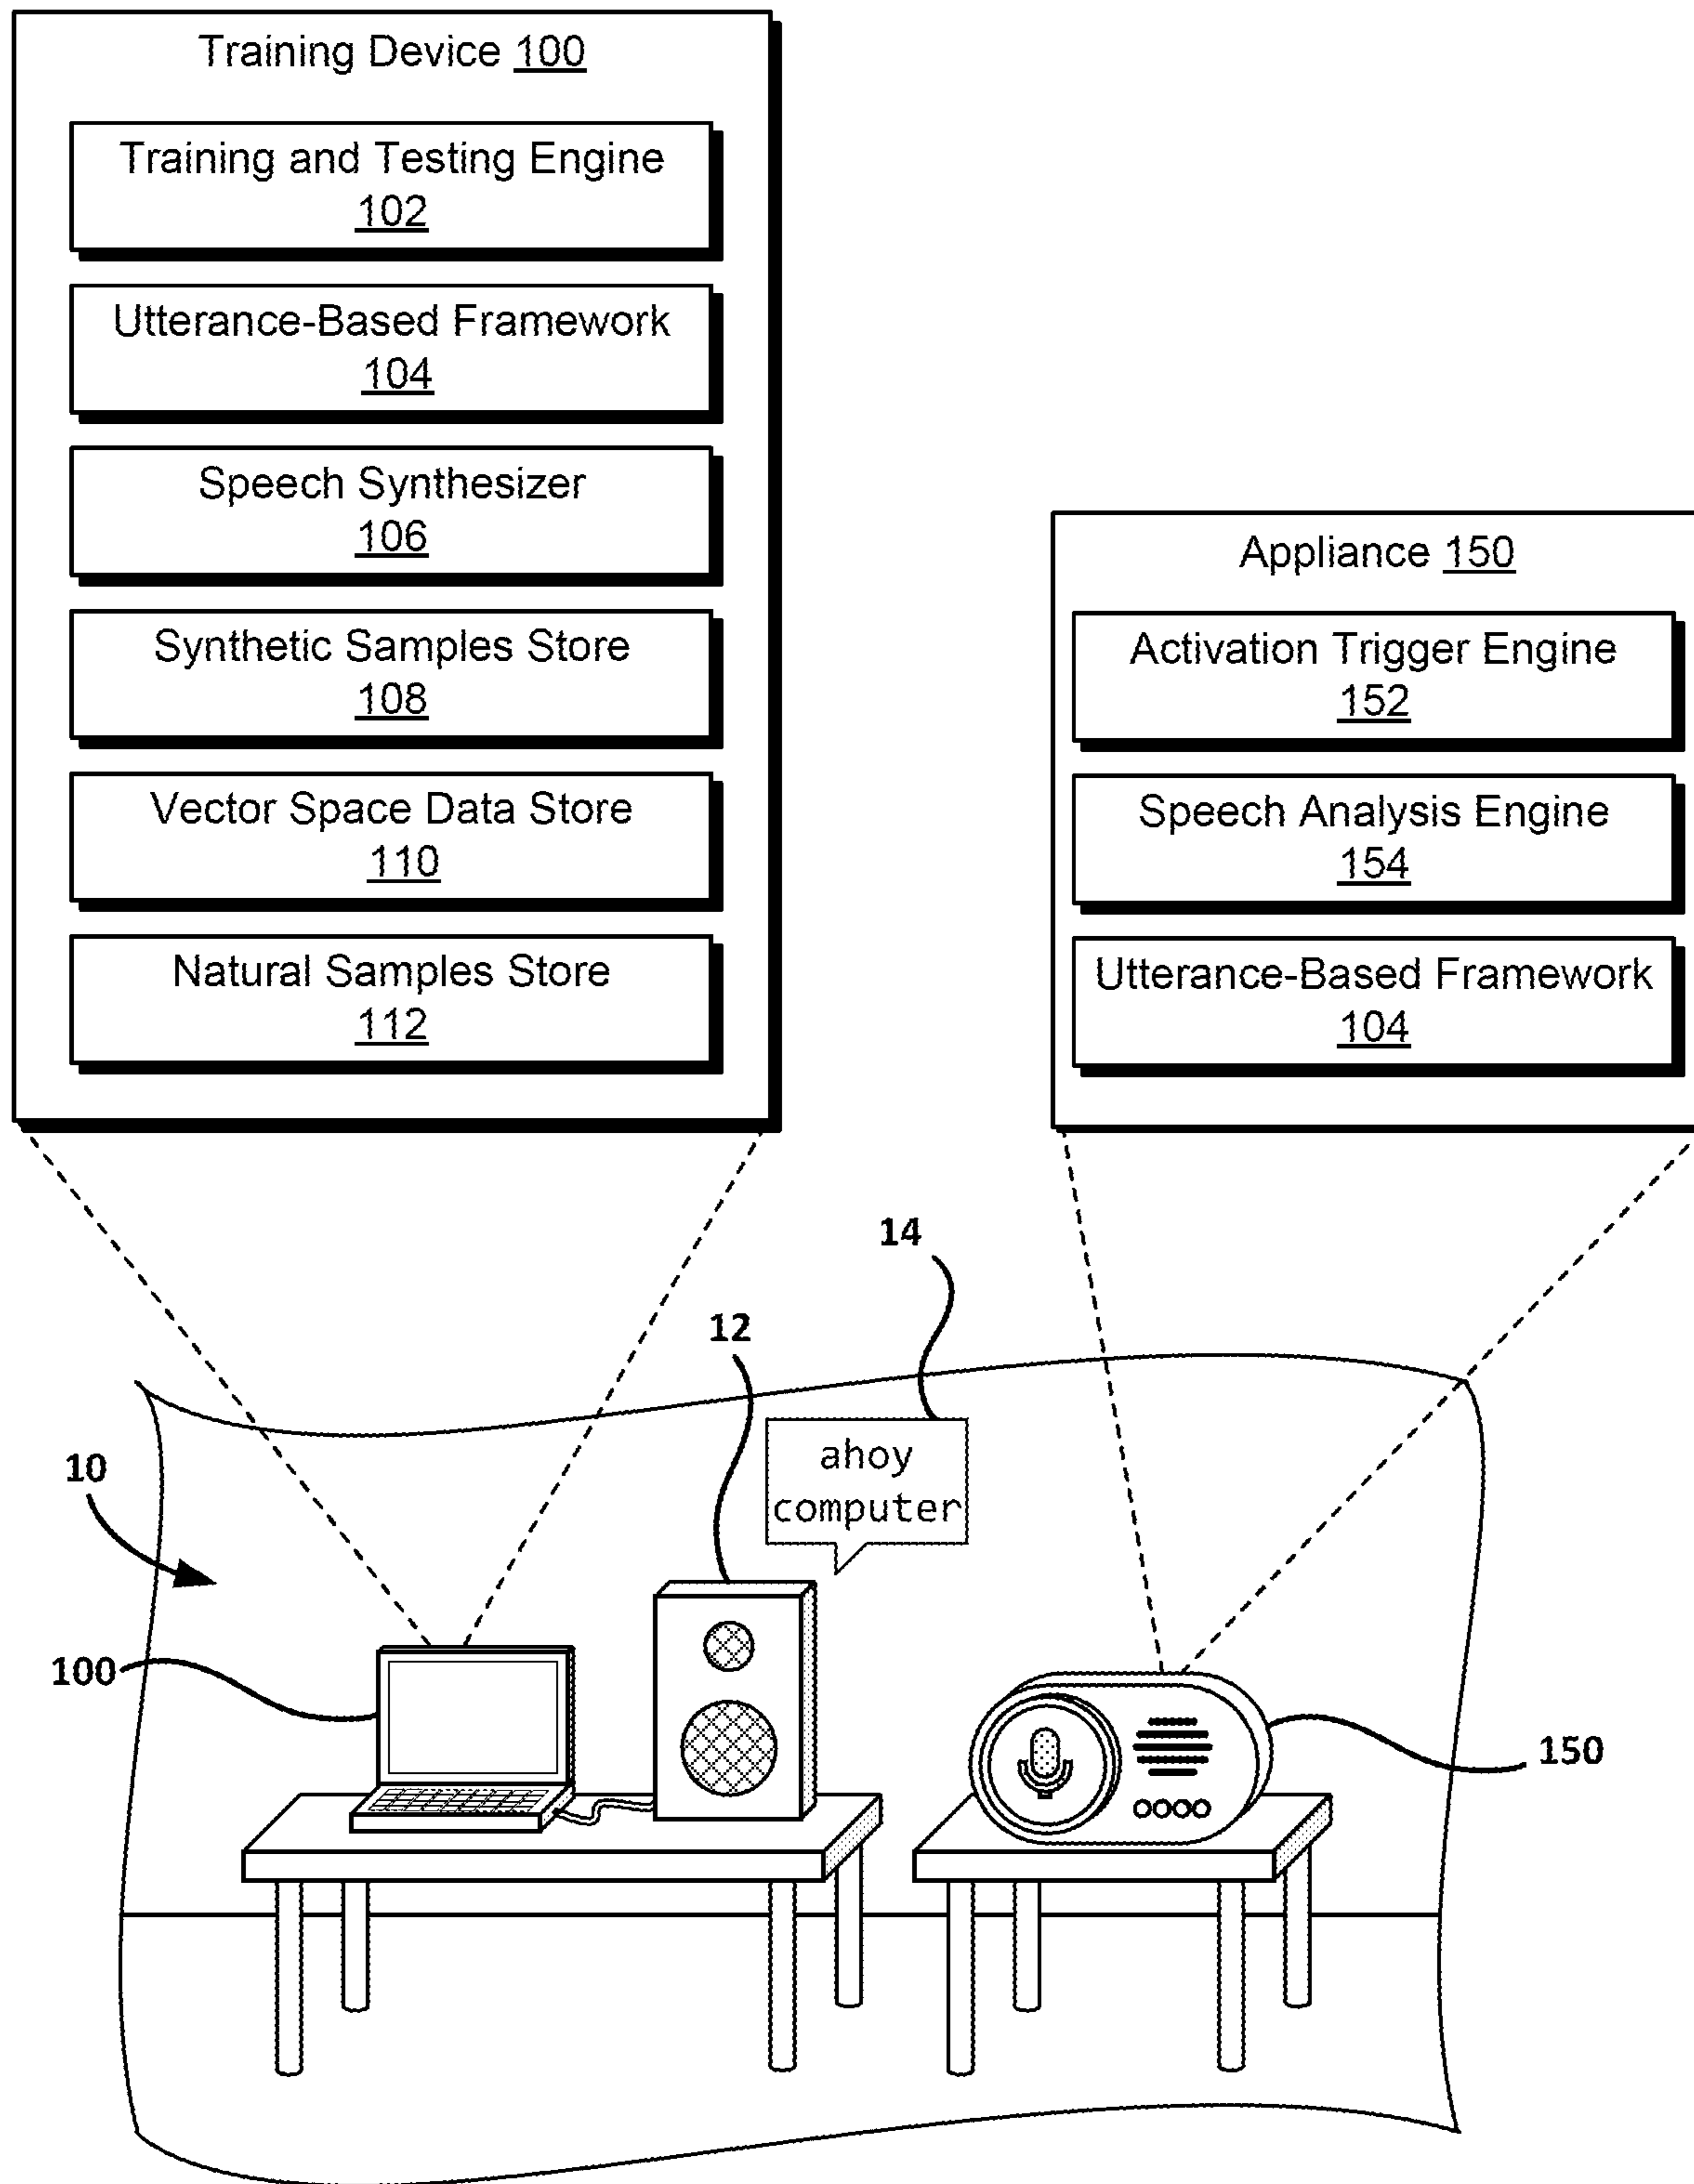 Training Device 100
Training and Testing Engine
102
Utterance-Based Framework
104
Speech Synthesizer
106
Synthetic Samples Store
108
Vector Space Data Store
110
Natural Samples Store
112
Appliance 150
Activation Trigger Engine
152
Speech Analysis Engine
154
Utterance-Based Framework
104
14
12
10
ahoy
computer
100
150